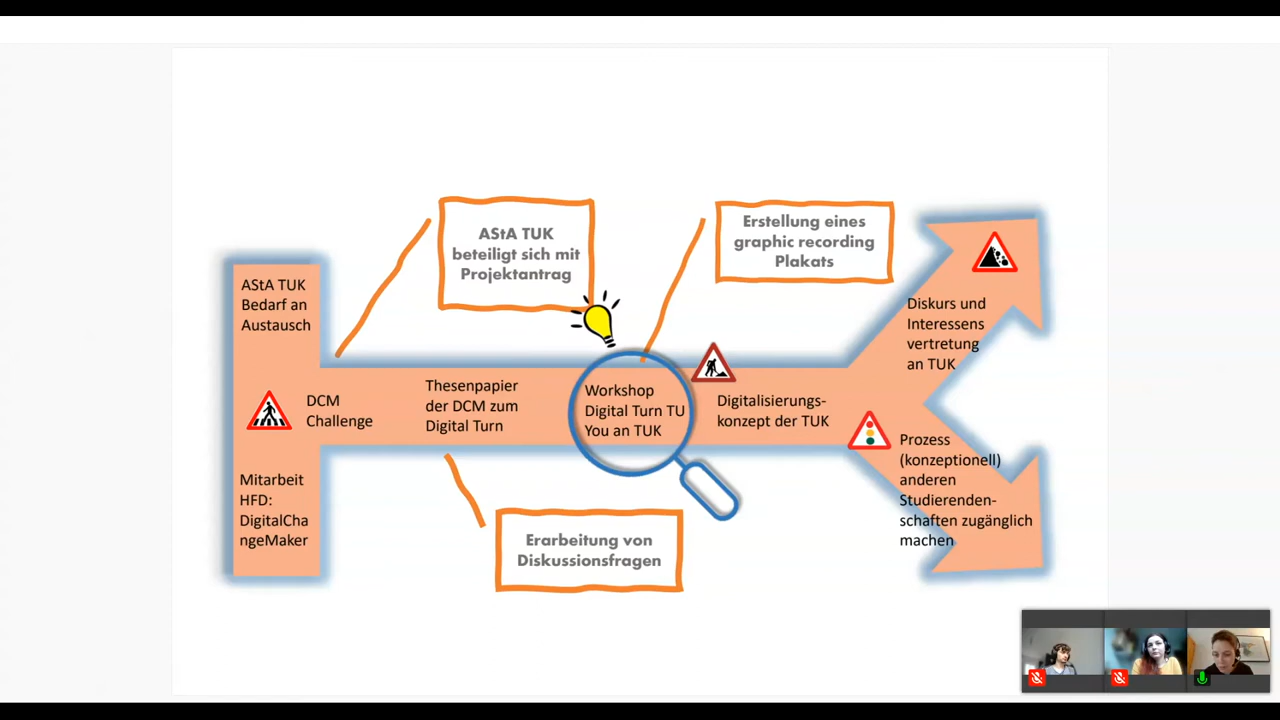 AStA TUK
beteiligt sich mit
Projektantrag
Erstellung eines
graphic recording
Plakats
AStA TUK
Bedarf an
Austausch
DCM
Challenge
Mitarbeit
HFD:
DigitalCha
ngeMaker
Thesenpapier
der DCM zum
Digital Turn
Workshop
Digital Turn TU
You an TUK
Digitalisierungs-
konzept der TUK
Diskurs und
Interessens
vertretung
an TUK
Prozess
(konzeptionell)
anderen
Studierenden-
schaften zugänglich
machen
Erarbeitung von
Diskussionsfragen